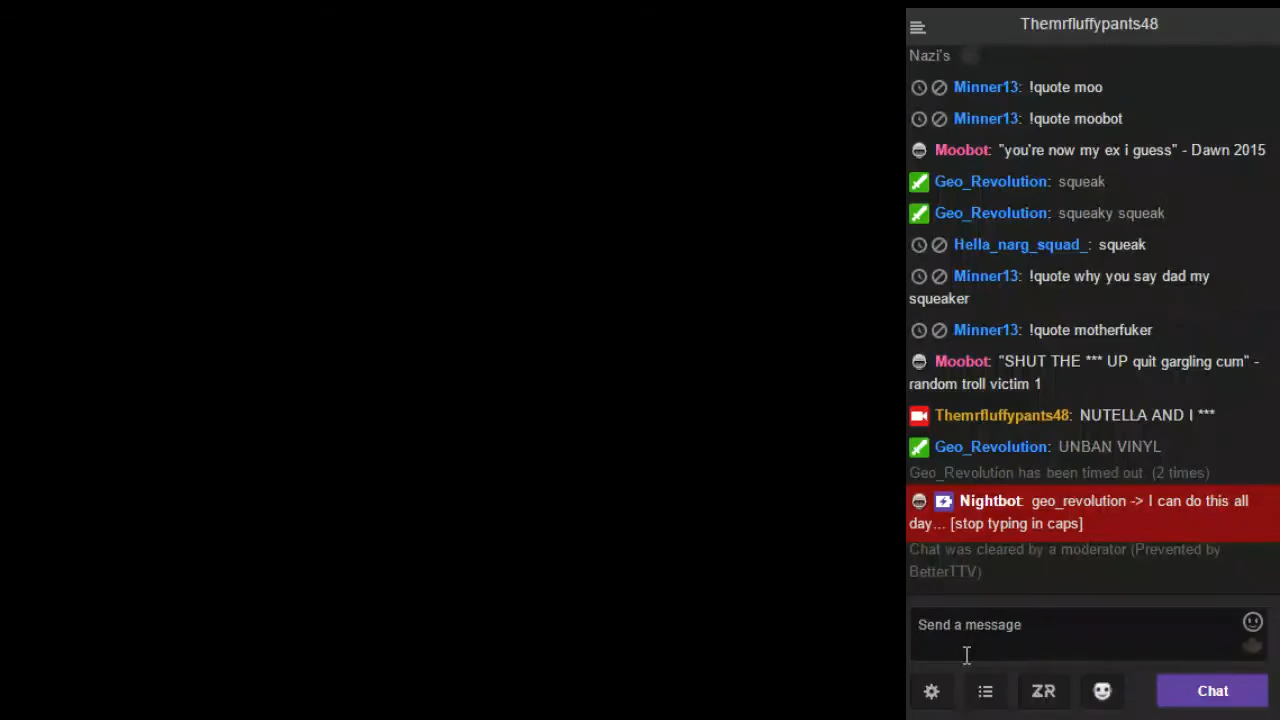 Themrfluffypants48
Nazi's
Minner13: !quote moo
Minner13: !quote moobot
Moobot: "you're now my ex i guess" - Dawn 2015
Geo_Revolution: squeak
Geo_Revolution: squeaky squeak
Hella_narg_squad_: squeak
Minner13: !quote why you say dad my
squeaker
Minner13: !quote motherfuker
Moobot: "SHUT THE *** UP quit gargling cum" -
random troll victim 1
Themrfluffypants48: NUTELLA AND I ***
Geo_Revolution: UNBAN VINYL
Geo_Revolution has been timed out (2 times)
Nightbot: geo_revolution -> I can do this all
day... [stop typing in caps]
Chat was cleared by a moderator (Prevented by
BetterTTV)
Send a message
ZR
Chat